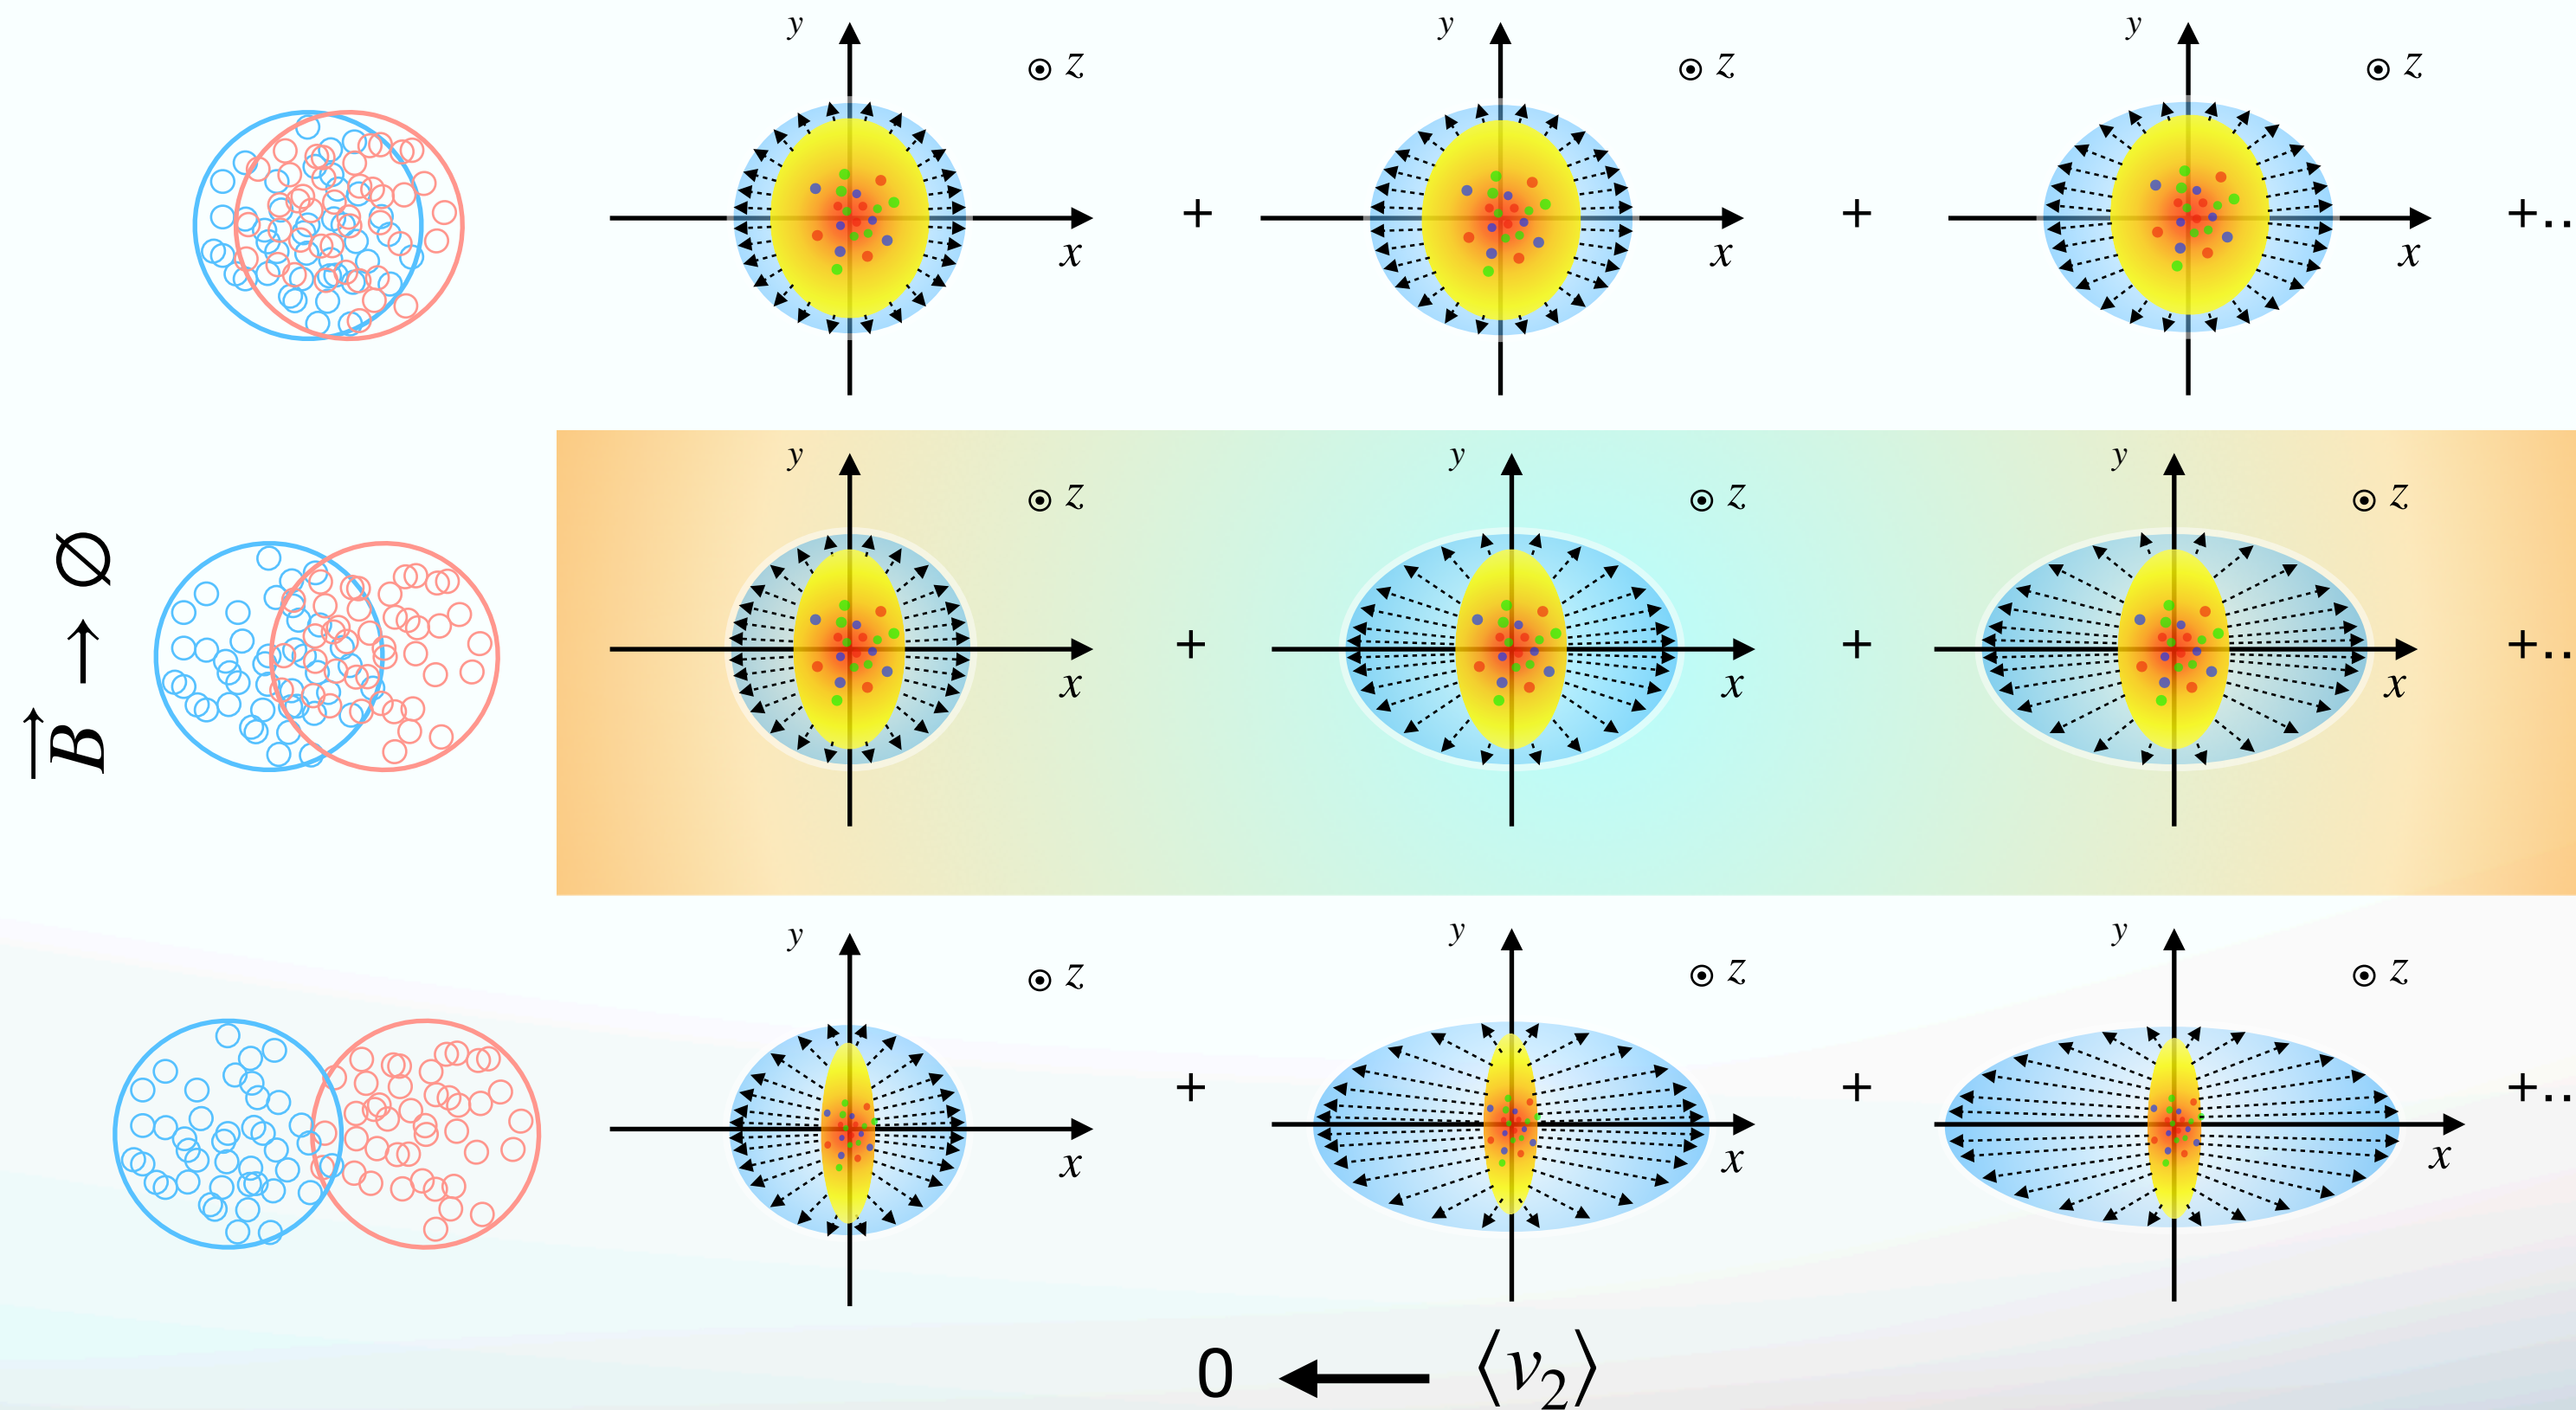 y
z
x
+
y
z
x
+
y
z
x
+..
y
z
x
+
y
z
x
+
y
z
x
+..
y
z
x
+
y
z
x
+
y
z
x
+..
B⃗ → ∅
0 ← ⟨v₂⟩